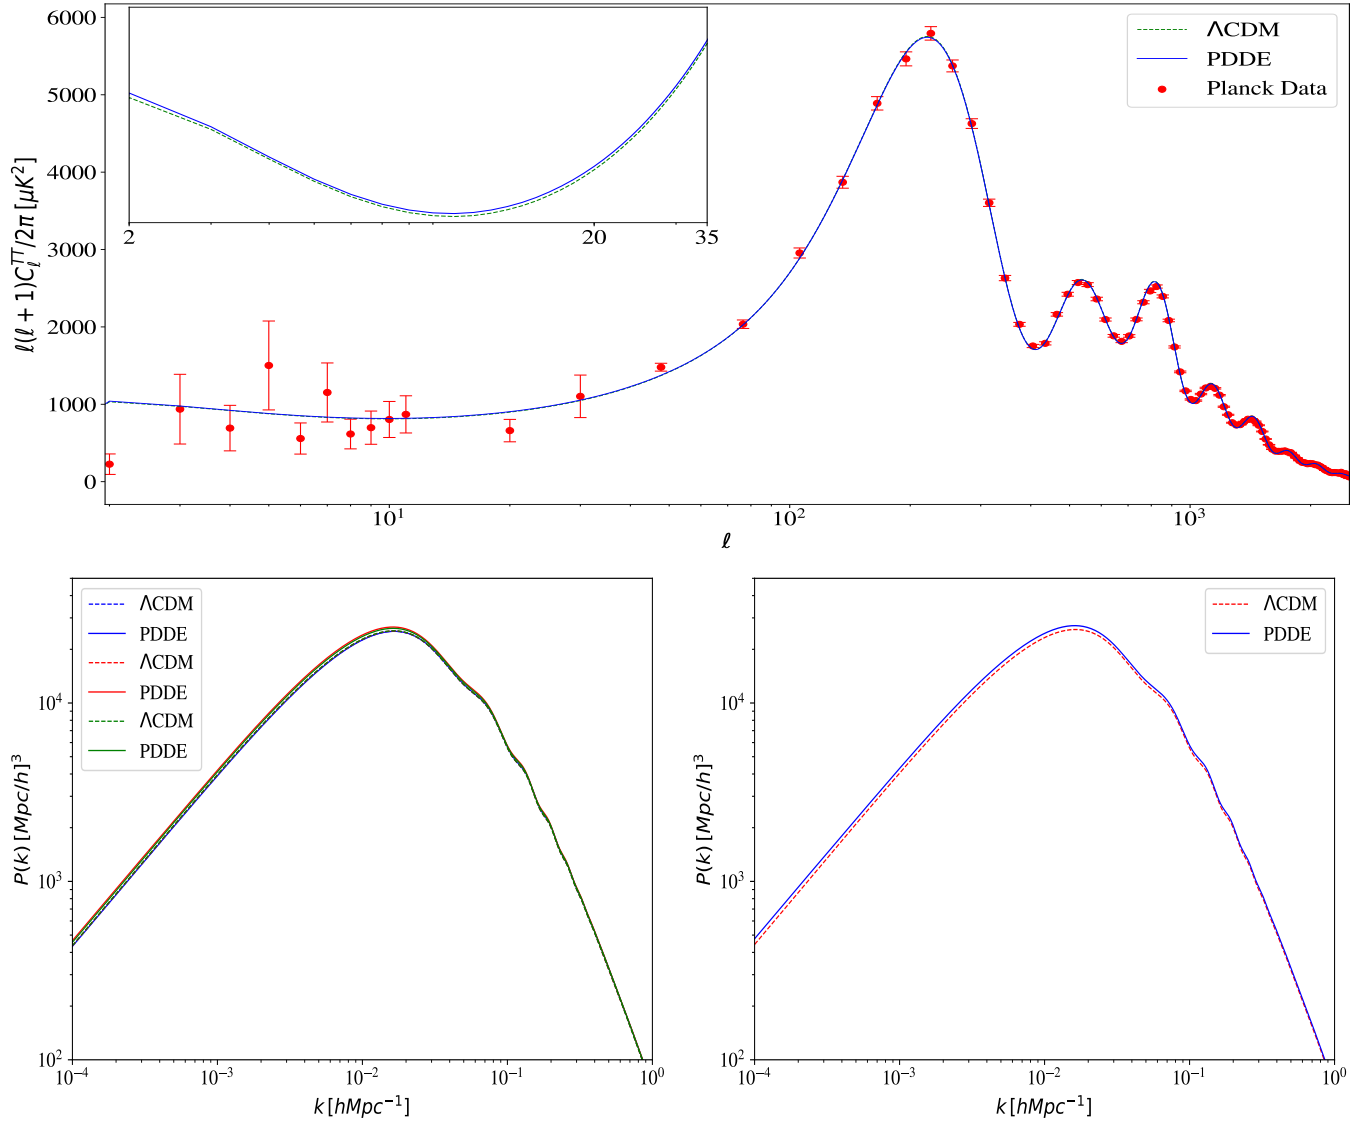 6000
5000
4000
3000
2000
1000
0
ℓ(ℓ + 1)C_ℓ^{TT}/2π [μK²]
2
20
35
ΛCDM
PDDE
Planck Data
10¹
10²
10³
ℓ
ΛCDM
PDDE
ΛCDM
PDDE
ΛCDM
PDDE
10⁴
10³
10²
P(k) [Mpc/h]³
10⁻⁴
10⁻³
10⁻²
10⁻¹
10⁰
k [hMpc⁻¹]
ΛCDM
PDDE
10⁴
10³
10²
P(k) [Mpc/h]³
10⁻⁴
10⁻³
10⁻²
10⁻¹
10⁰
k [hMpc⁻¹]